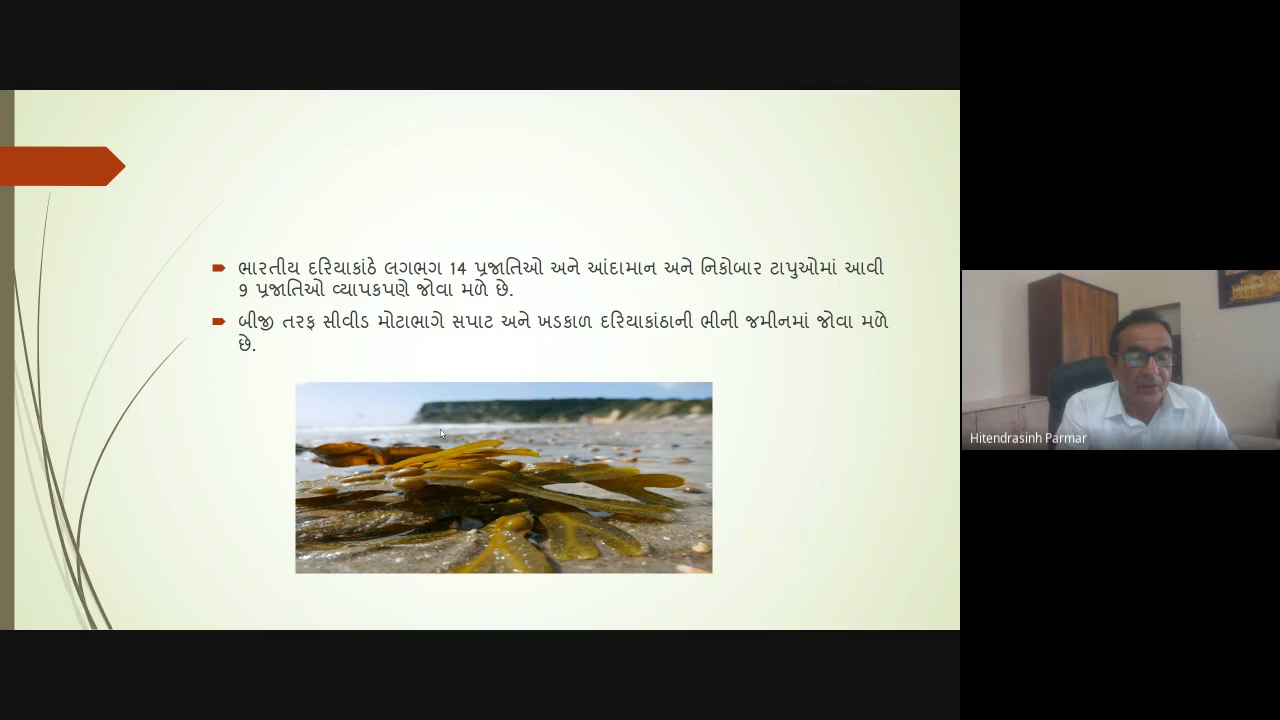 ભારતીય દરિયાકાંઠે લગભગ 14 પ્રજાતિઓ અને આંદામાન અને નિકોબાર ટાપુઓમાં આવી
9 પ્રજાતિઓ વ્યાપકપણે જોવા મળે છે.
બીજી તરફ સીવીડ મોટાભાગે સપાટ અને ખડકાળ દરિયાકાંઠાની ભીની જમીનમાં જોવા મળે
છે.
Hitendrasinh Parmar